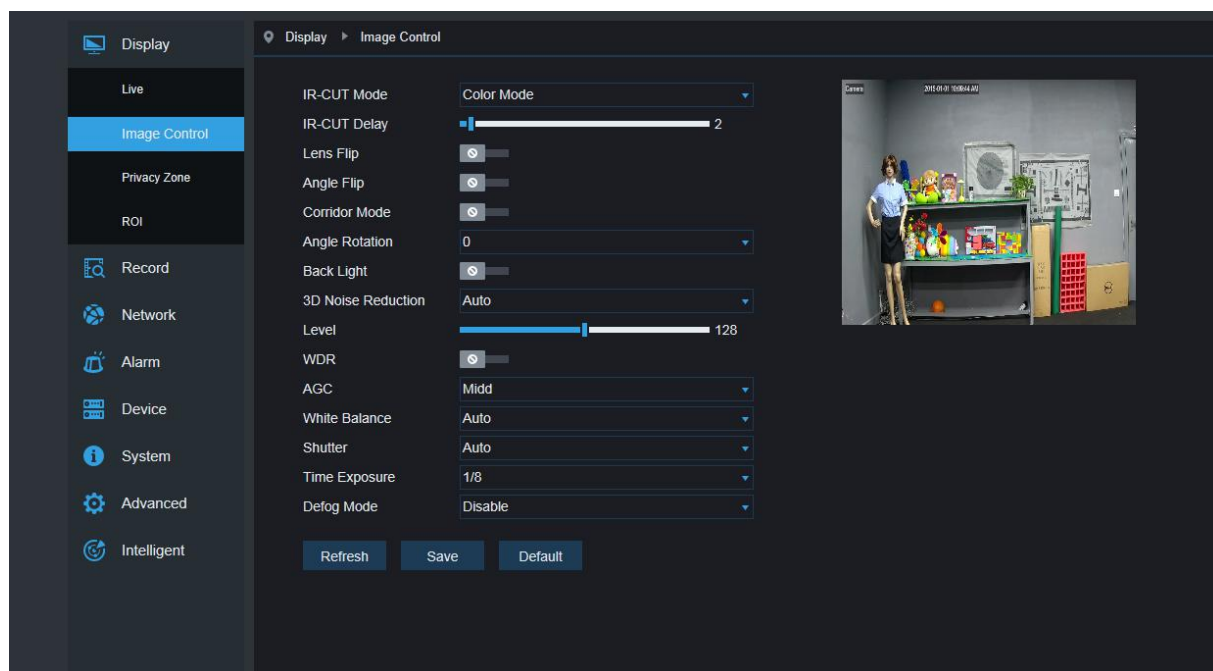 Display
Live
Image Control
Privacy Zone
ROI
Record
Network
Alarm
Device
System
Advanced
Intelligent
Display Image Control
IR-CUT Mode Color Mode
IR-CUT Delay 2
Lens Flip
Angle Flip
Corridor Mode
Angle Rotation 0
Back Light
3D Noise Reduction Auto
Level 128
WDR
AGC Midd
White Balance Auto
Shutter Auto
Time Exposure 1/8
Defog Mode Disable
Refresh Save Default
Camera